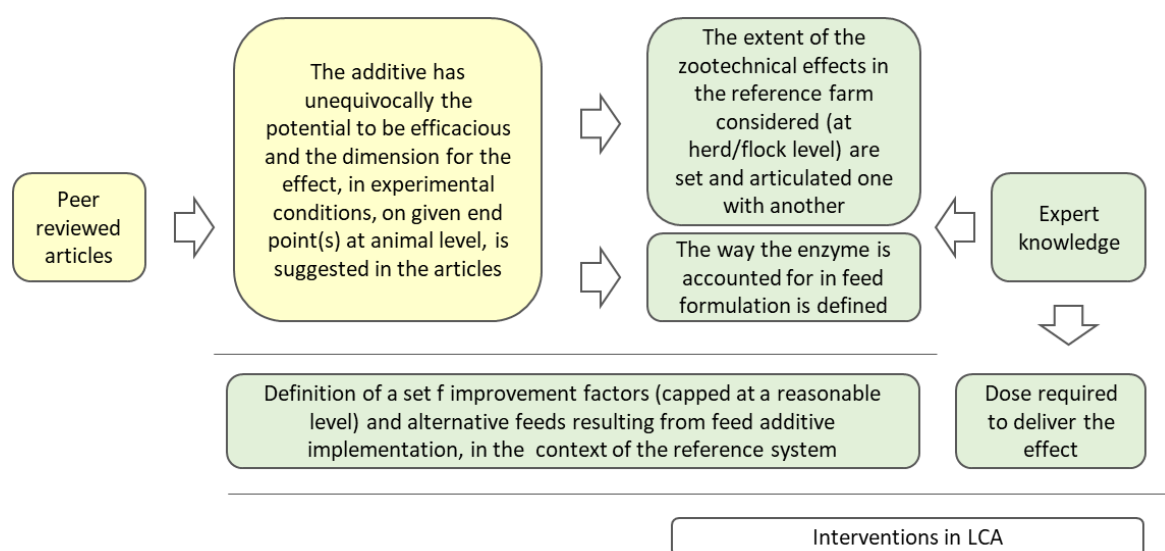 Peer
reviewed
articles
The additive has
unequivocally the
potential to be efficacious
and the dimension for the
effect, in experimental
conditions, on given end
point(s) at animal level, is
suggested in the articles
The extent of the
zootechnical effects in
the reference farm
considered (at
herd/flock level) are
set and articulated one
with another
The way the enzyme is
accounted for in feed
formulation is defined
Expert
knowledge
Definition of a set f improvement factors (capped at a reasonable
level) and alternative feeds resulting from feed additive
implementation, in the  context of the reference system
Dose required
to deliver the
effect
Interventions in LCA